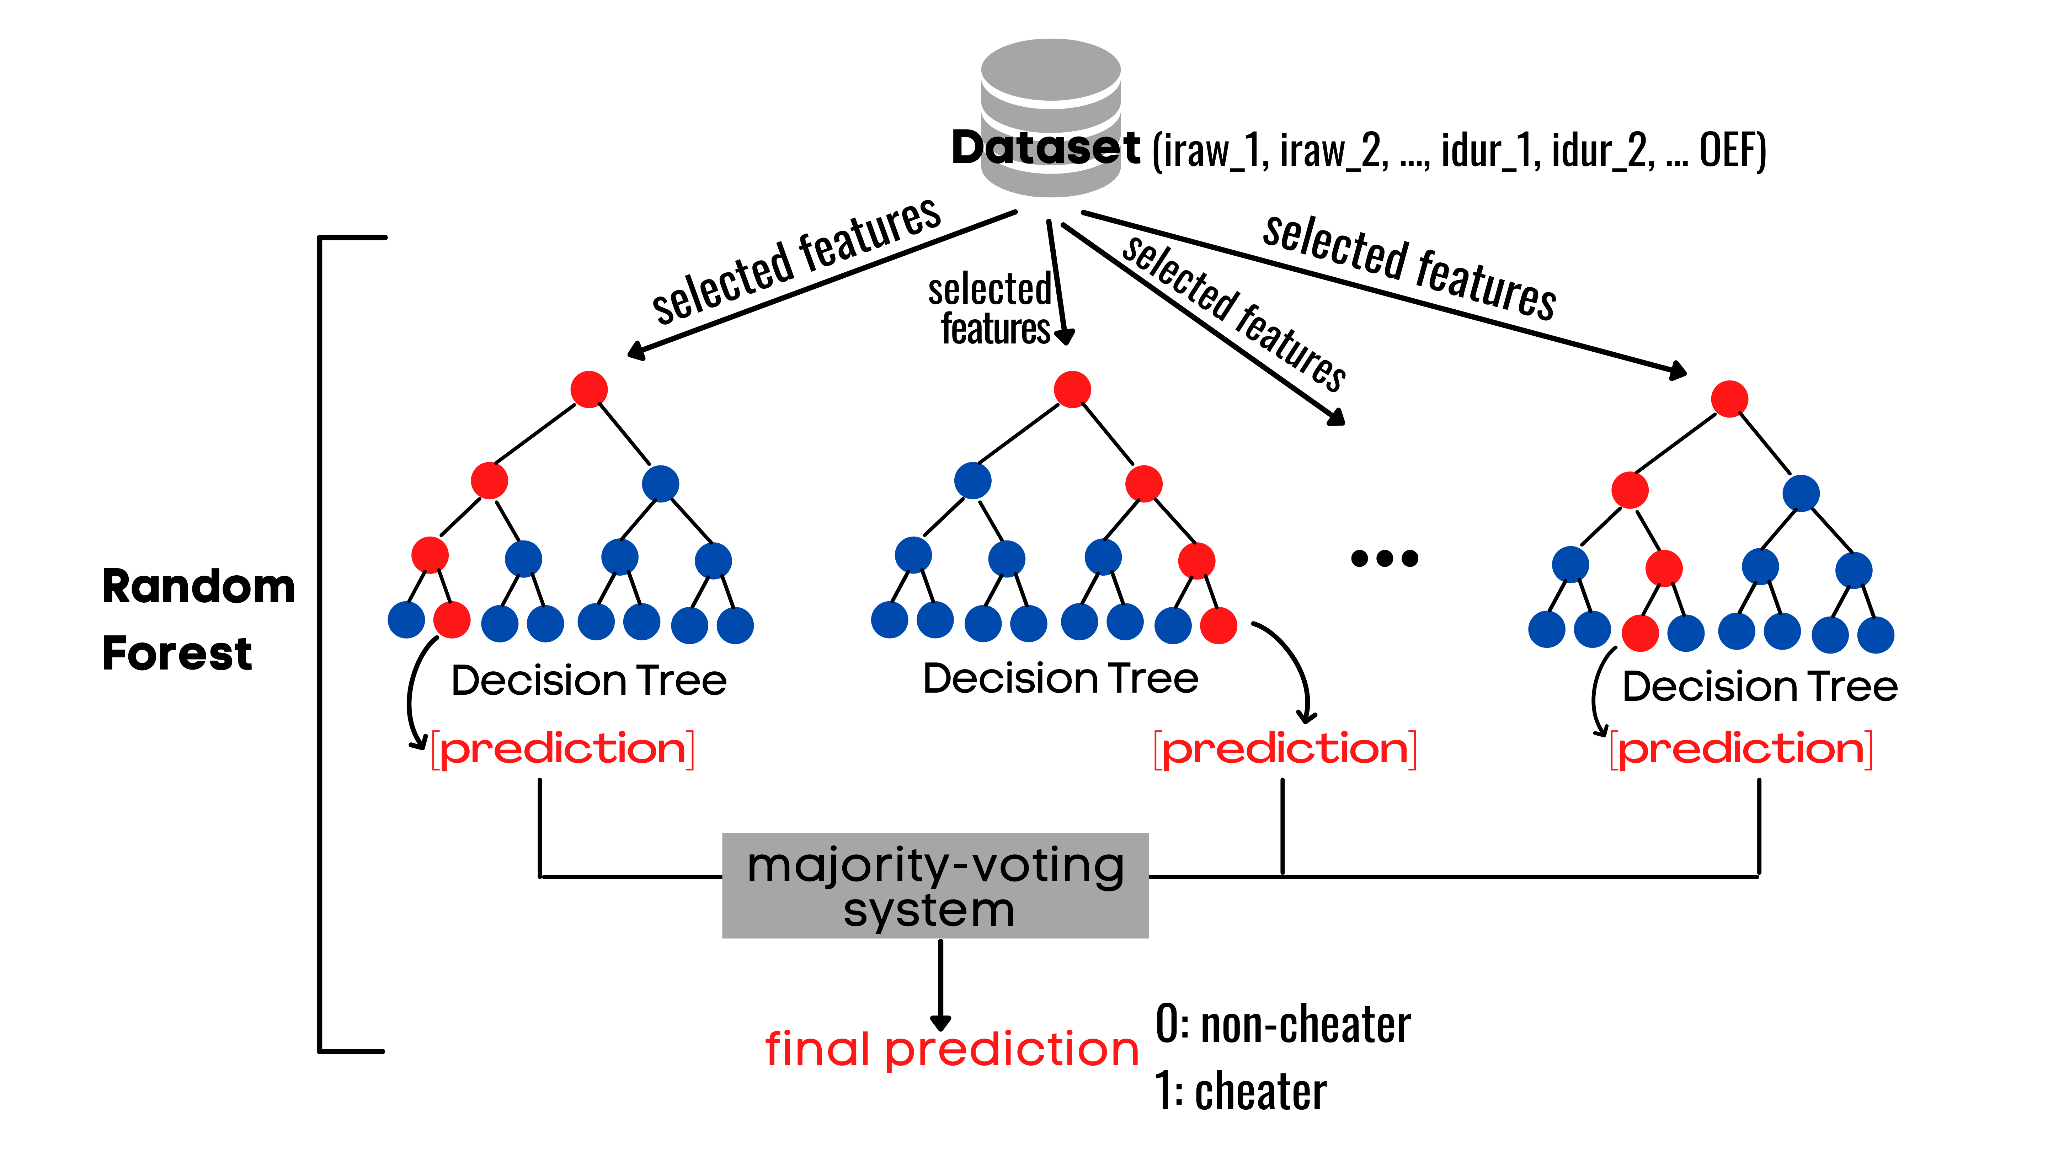 Dataset (iraw_1, iraw_2, ..., idur_1, idur_2, ... OEF)
selected features
selected
features
selected features
selected features
Random
Forest
•••
Decision Tree
Decision Tree
Decision Tree
[prediction]
[prediction]
[prediction]
majority-voting
system
final prediction
0: non-cheater
1: cheater